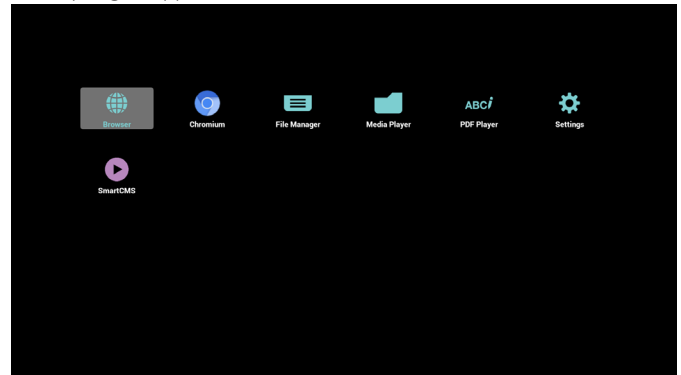 Browser
Chromium
File Manager
Media Player
ABCi
PDF Player
Settings
SmartCMS